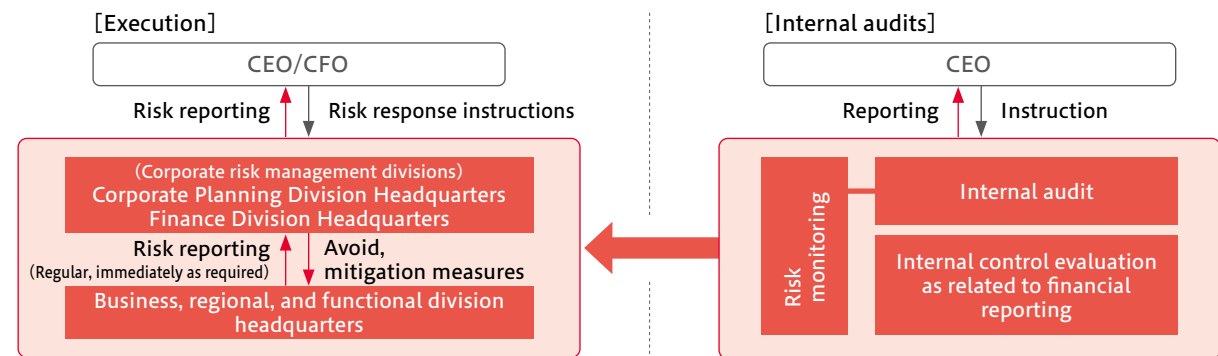 [Execution]
CEO/CFO
Risk reporting
Risk response instructions
(Corporate risk management divisions)
Corporate Planning Division Headquarters
Finance Division Headquarters
Risk reporting
(Regular, immediately as required)
Avoid,
mitigation measures
Business, regional, and functional division
headquarters
[Internal audits]
CEO
Reporting
Instruction
Risk
monitoring
Internal audit
Internal control evaluation
as related to financial
reporting